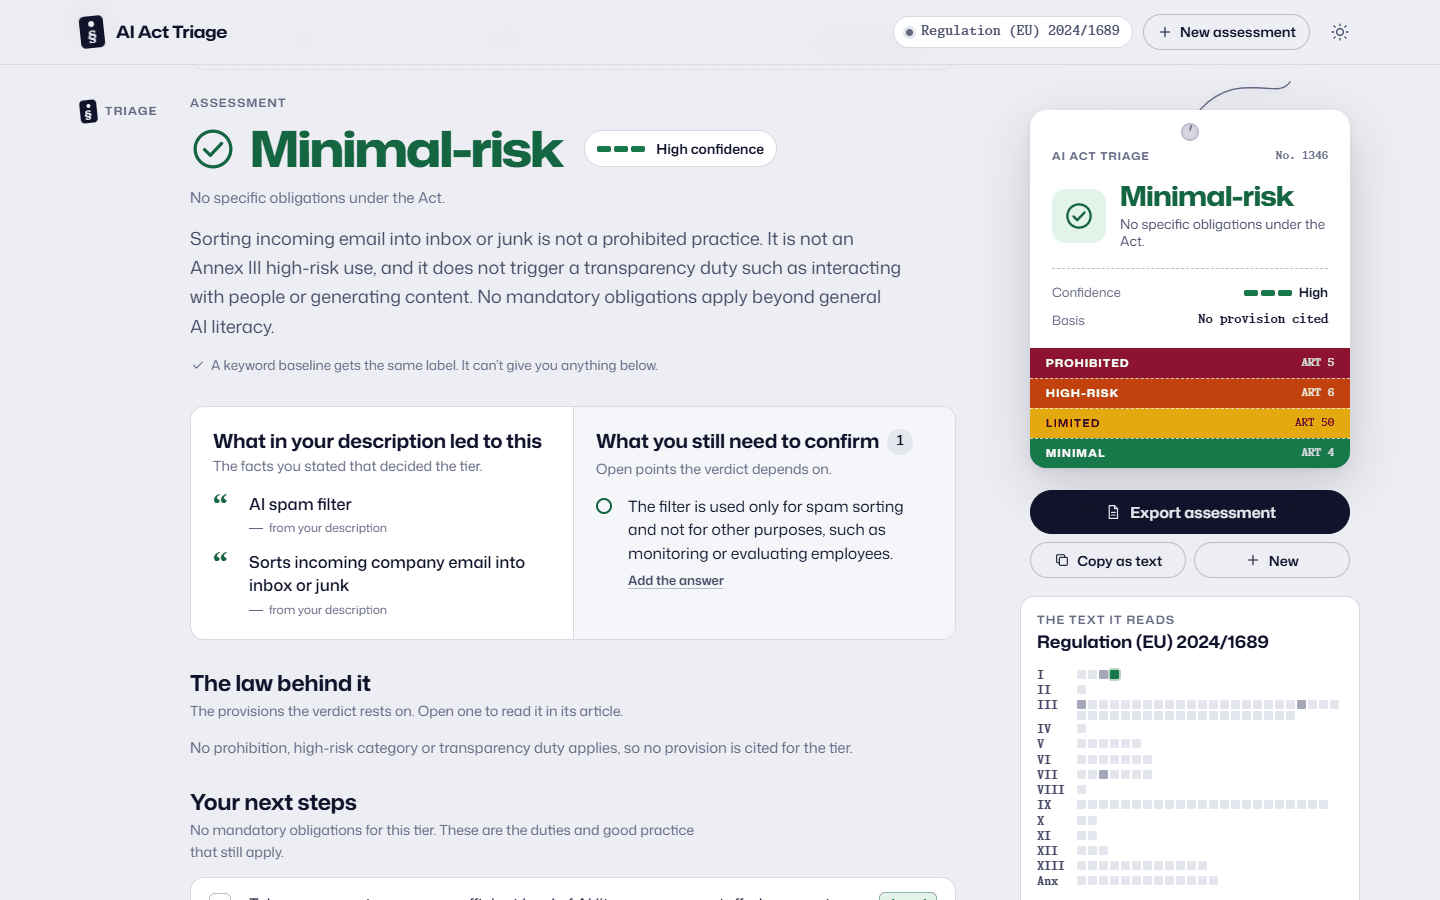 AI Act Triage
Regulation (EU) 2024/1689
New assessment
TRIAGE
ASSESSMENT
Minimal-risk
High confidence
No specific obligations under the Act.
Sorting incoming email into inbox or junk is not a prohibited practice. It is not an
Annex III high-risk use, and it does not trigger a transparency duty such as interacting
with people or generating content. No mandatory obligations apply beyond general
AI literacy.
A keyword baseline gets the same label. It can't give you anything below.
What in your description led to this
The facts you stated that decided the tier.
“ AI spam filter
— from your description
“ Sorts incoming company email into
inbox or junk
— from your description
What you still need to confirm 1
Open points the verdict depends on.
The filter is used only for spam sorting
and not for other purposes, such as
monitoring or evaluating employees.
Add the answer
The law behind it
The provisions the verdict rests on. Open one to read it in its article.
No prohibition, high-risk category or transparency duty applies, so no provision is cited for the tier.
Your next steps
No mandatory obligations for this tier. These are the duties and good practice
that still apply.
AI ACT TRIAGE
No. 1346
Minimal-risk
No specific obligations under the
Act.
Confidence
High
Basis
No provision cited
PROHIBITED ART 5
HIGH-RISK ART 6
LIMITED ART 50
MINIMAL ART 4
Export assessment
Copy as text
New
THE TEXT IT READS
Regulation (EU) 2024/1689
I
II
III
IV
V
VI
VII
VIII
IX
X
XI
XII
XIII
Anx